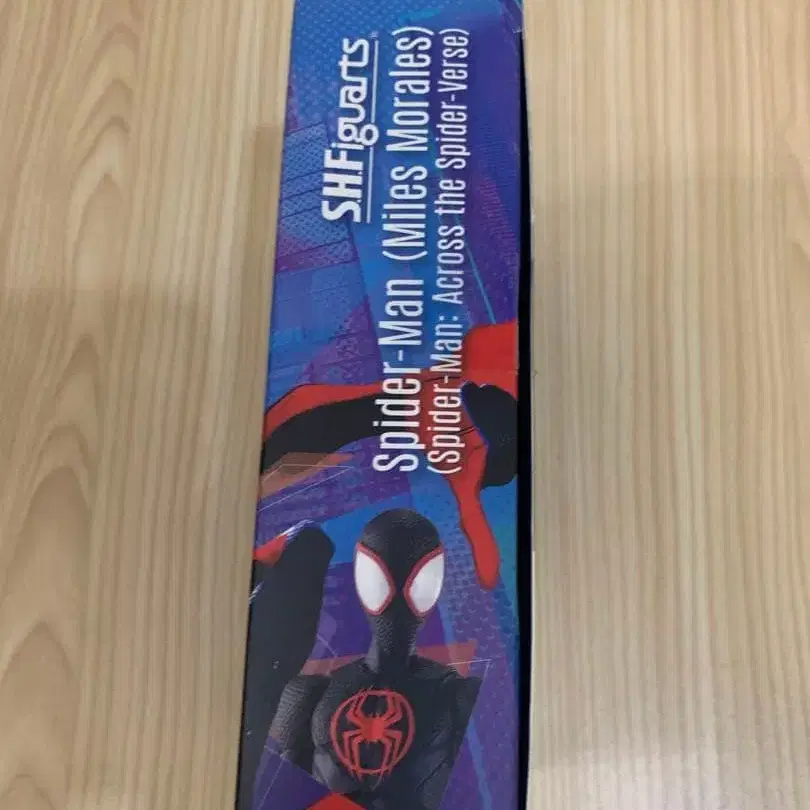 S.H.Figuarts
Spider-Man (Miles Morales)
(Spider-Man: Across the Spider-Verse)